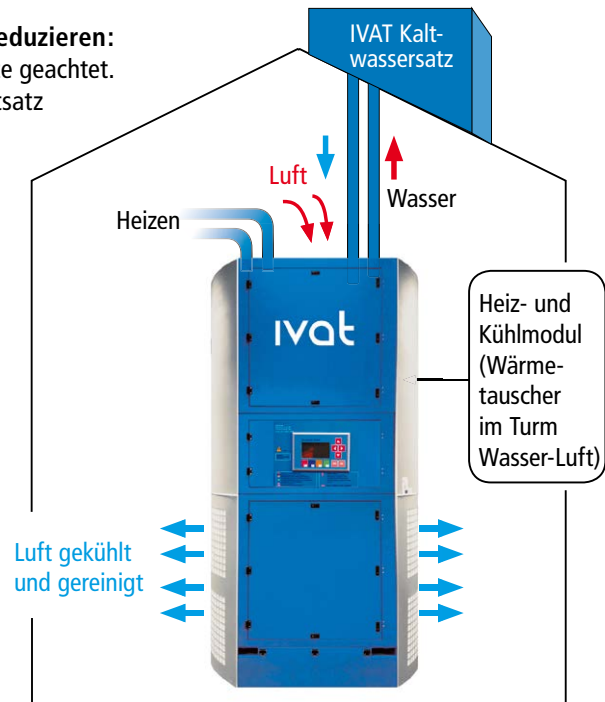 eduzieren:
e geachtet.
tsatz
IVAT Kalt-
wassersatz
Luft
Wasser
Heizen
ivat
Heiz- und
Kühlmodul
(Wärme-
tauscher
im Turm
Wasser-Luft)
Luft gekühlt
und gereinigt